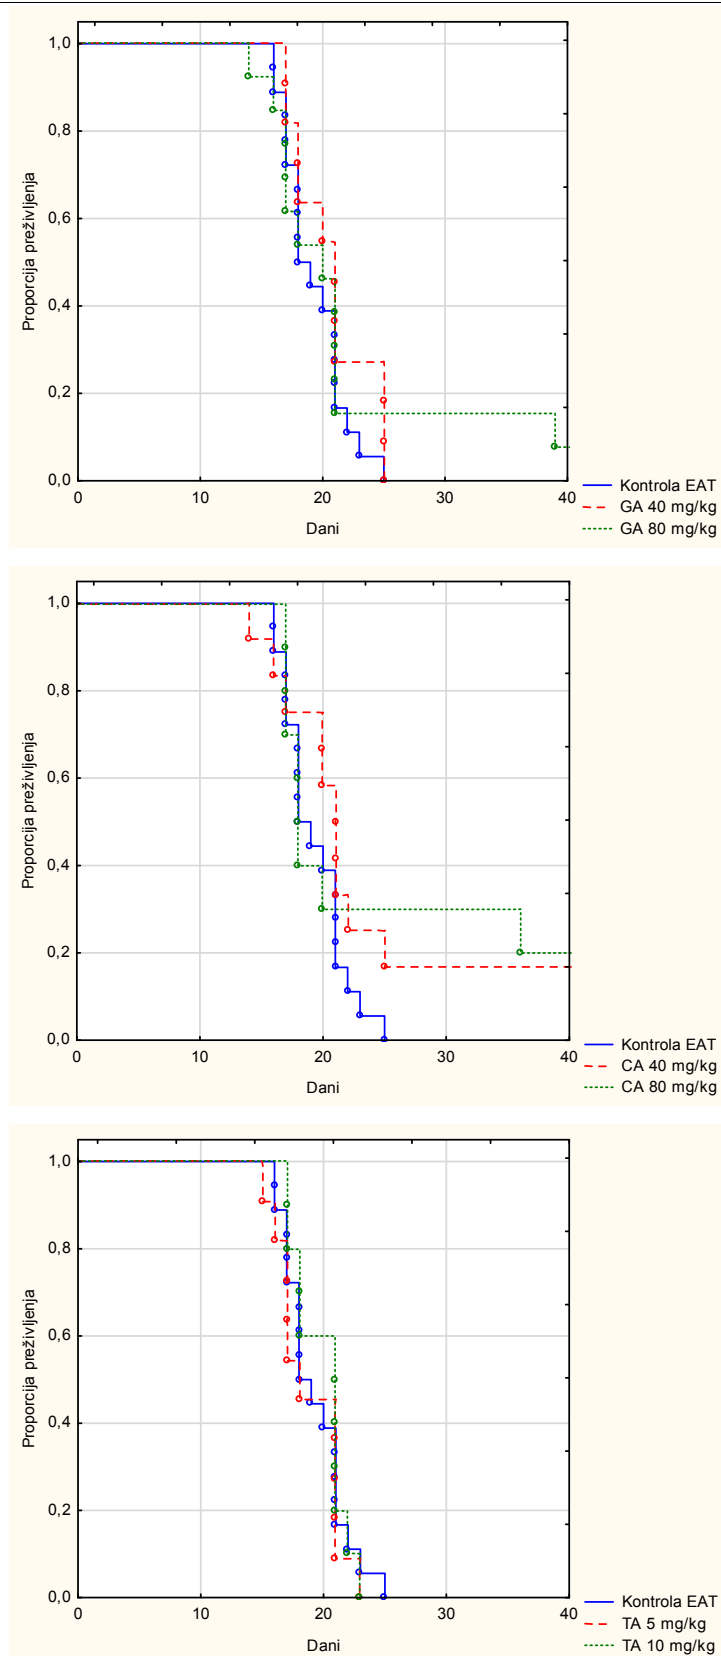 1,0
0,8
0,6
0,4
0,2
0,0
Proporcija preživljenja
0 10 20 30 40
Dani
Kontrola EAT
GA 40 mg/kg
GA 80 mg/kg
1,0
0,8
0,6
0,4
0,2
0,0
Proporcija preživljenja
0 10 20 30 40
Dani
Kontrola EAT
CA 40 mg/kg
CA 80 mg/kg
1,0
0,8
0,6
0,4
0,2
0,0
Proporcija preživljenja
0 10 20 30 40
Dani
Kontrola EAT
TA 5 mg/kg
TA 10 mg/kg